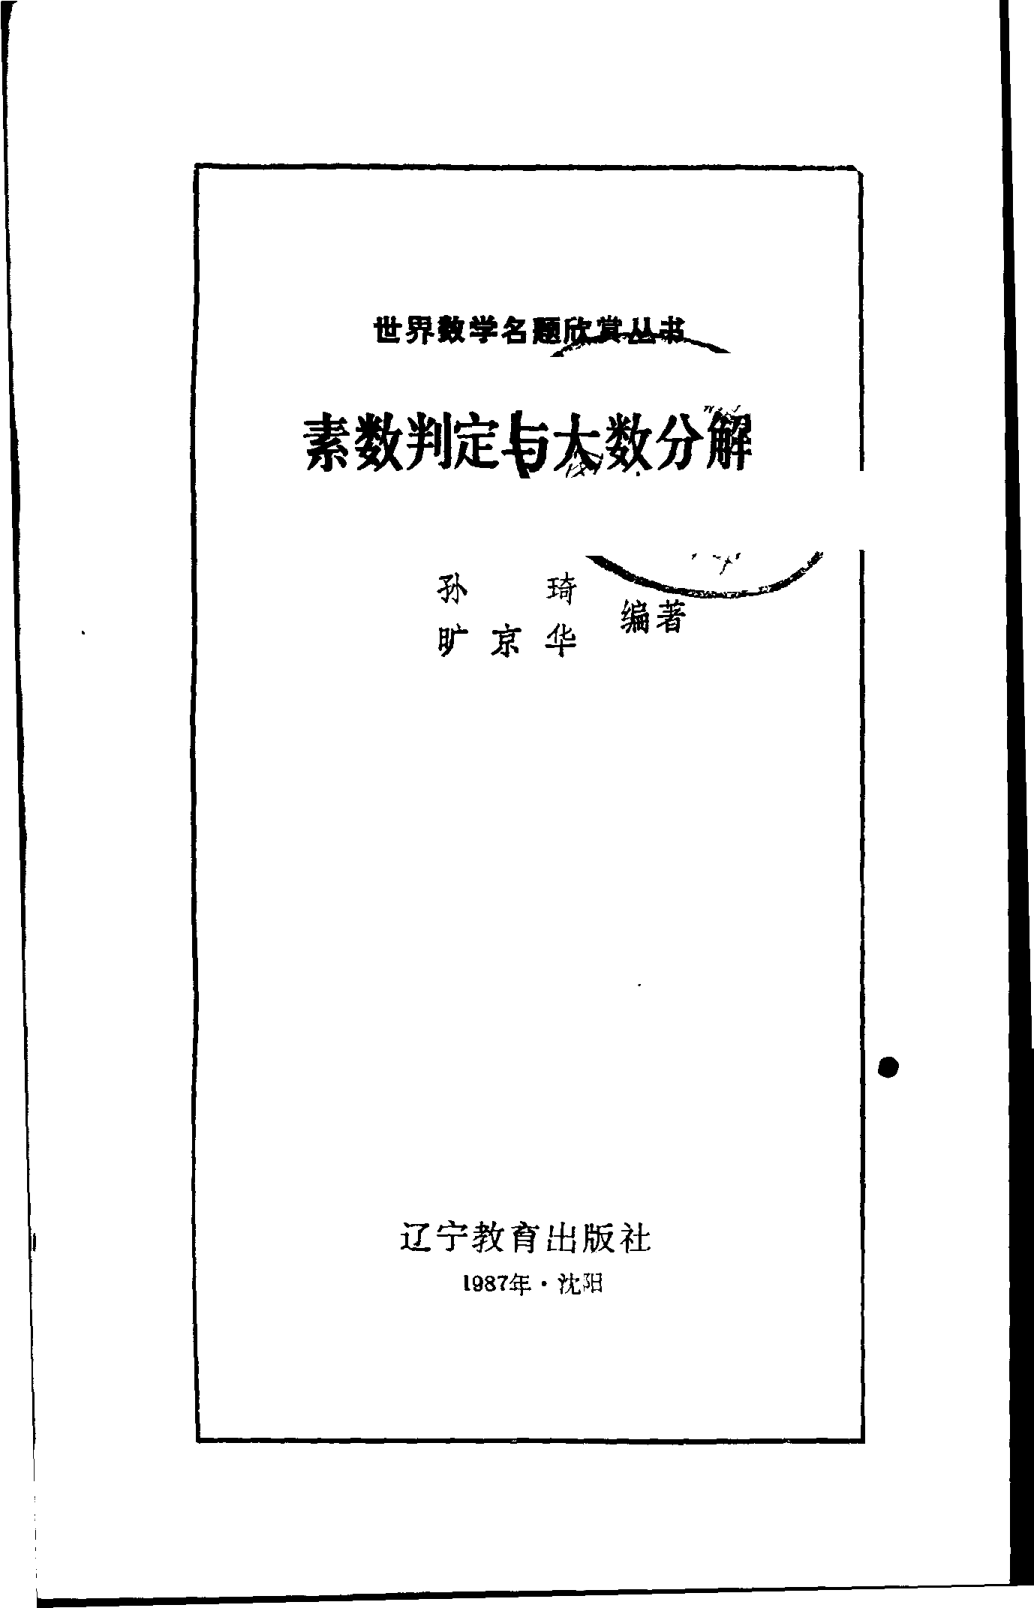 世界数学名题欣赏丛书
素数判定与大数分解
孙 琦
旷京华 编著
辽宁教育出版社
1987年·沈阳